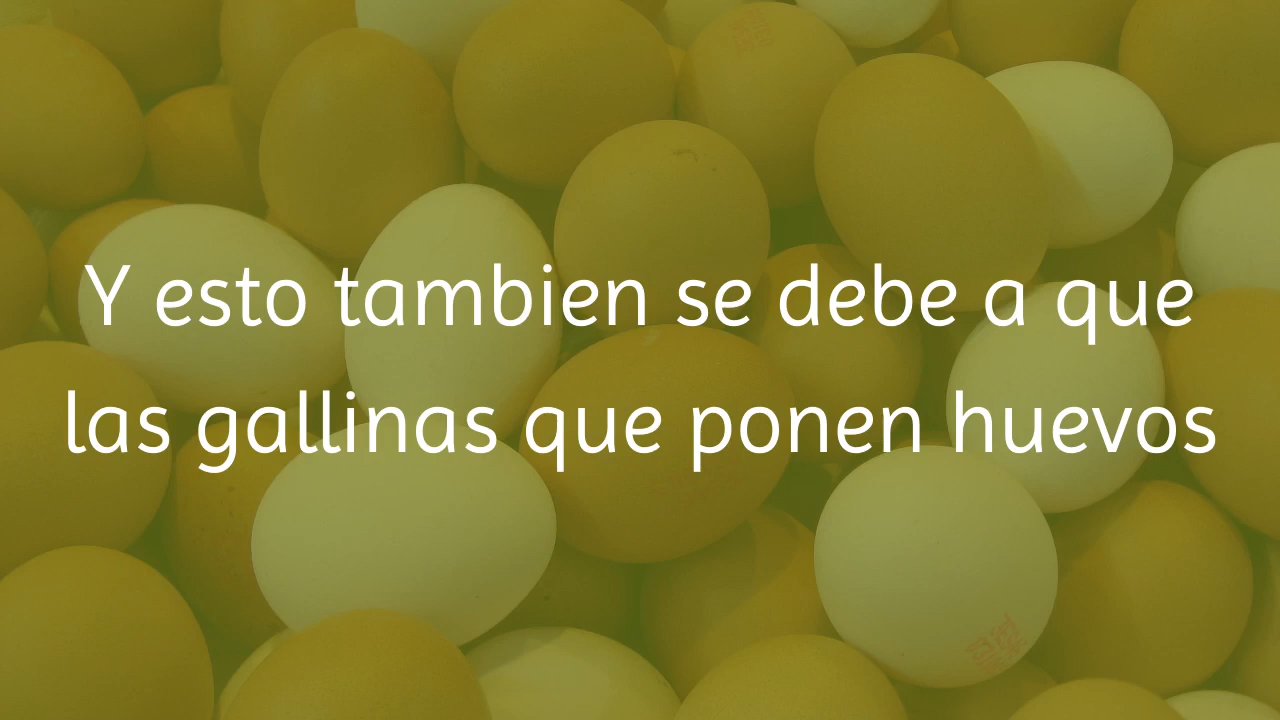 Y esto tambien se debe a que
las gallinas que ponen huevos